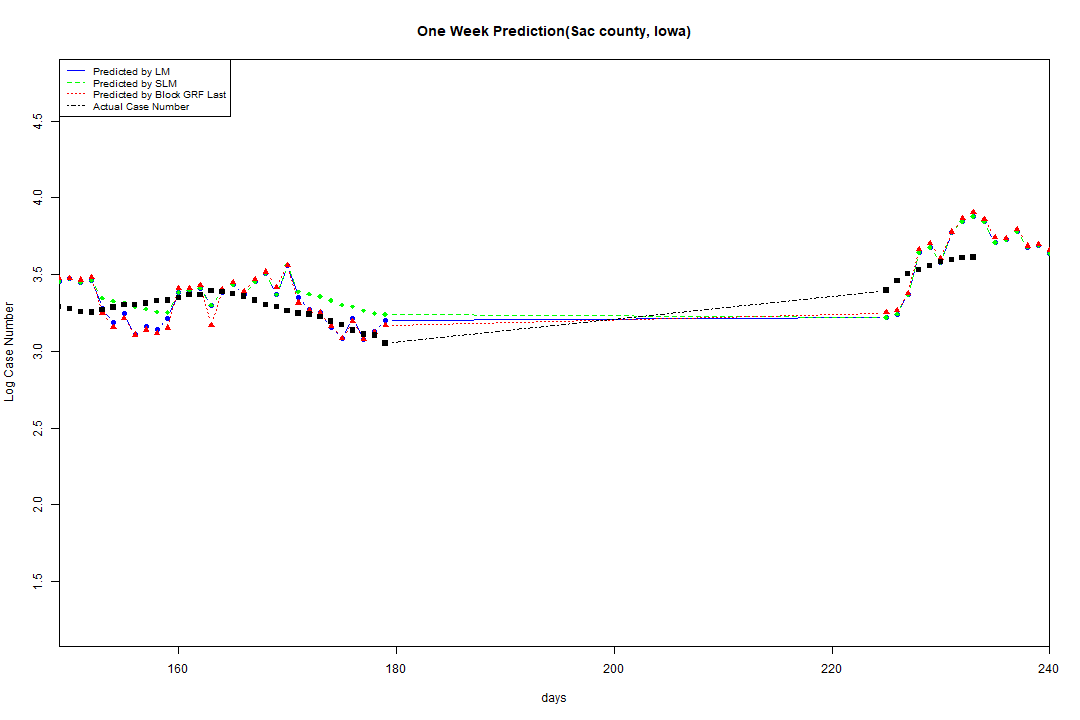 One Week Prediction(Sac county, Iowa)
Predicted by LM
Predicted by SLM
Predicted by Block GRF Last
Actual Case Number
4.5
4.0
3.5
3.0
2.5
2.0
1.5
Log Case Number
160
180
200
220
240
days